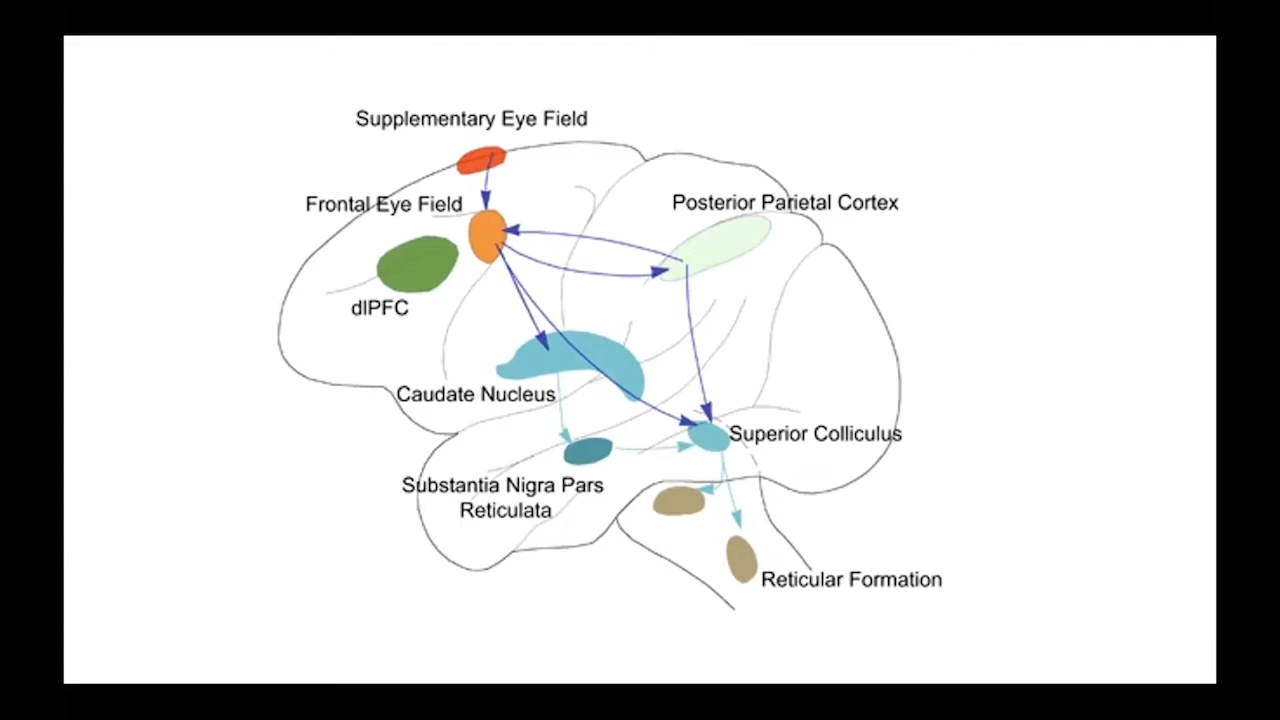 Supplementary Eye Field
Frontal Eye Field
Posterior Parietal Cortex
dlPFC
Caudate Nucleus
Superior Colliculus
Substantia Nigra Pars
Reticulata
Reticular Formation